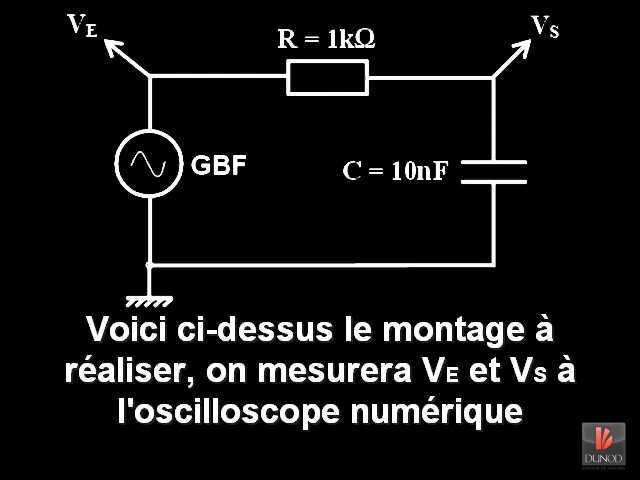 VE
VS
R = 1kΩ
GBF
C = 10nF
Voici ci-dessus le montage à
réaliser, on mesurera VE et VS à
l'oscilloscope numérique
DUNOD